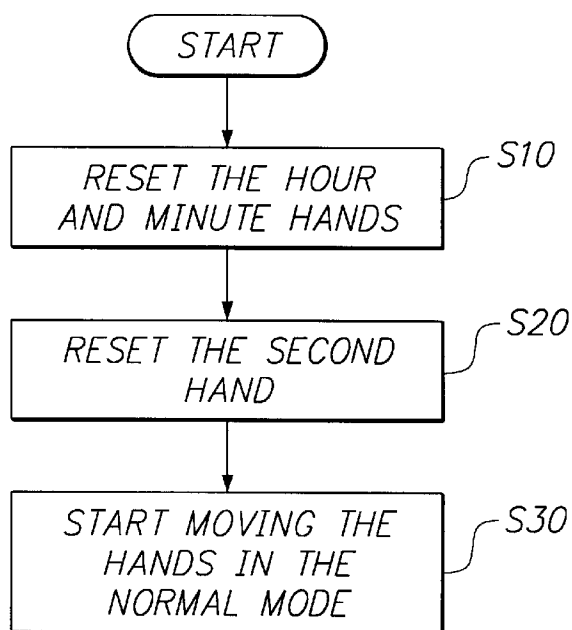 START
RESET THE HOUR
AND MINUTE HANDS
S10
RESET THE SECOND
HAND
S20
START MOVING THE
HANDS IN THE
NORMAL MODE
S30